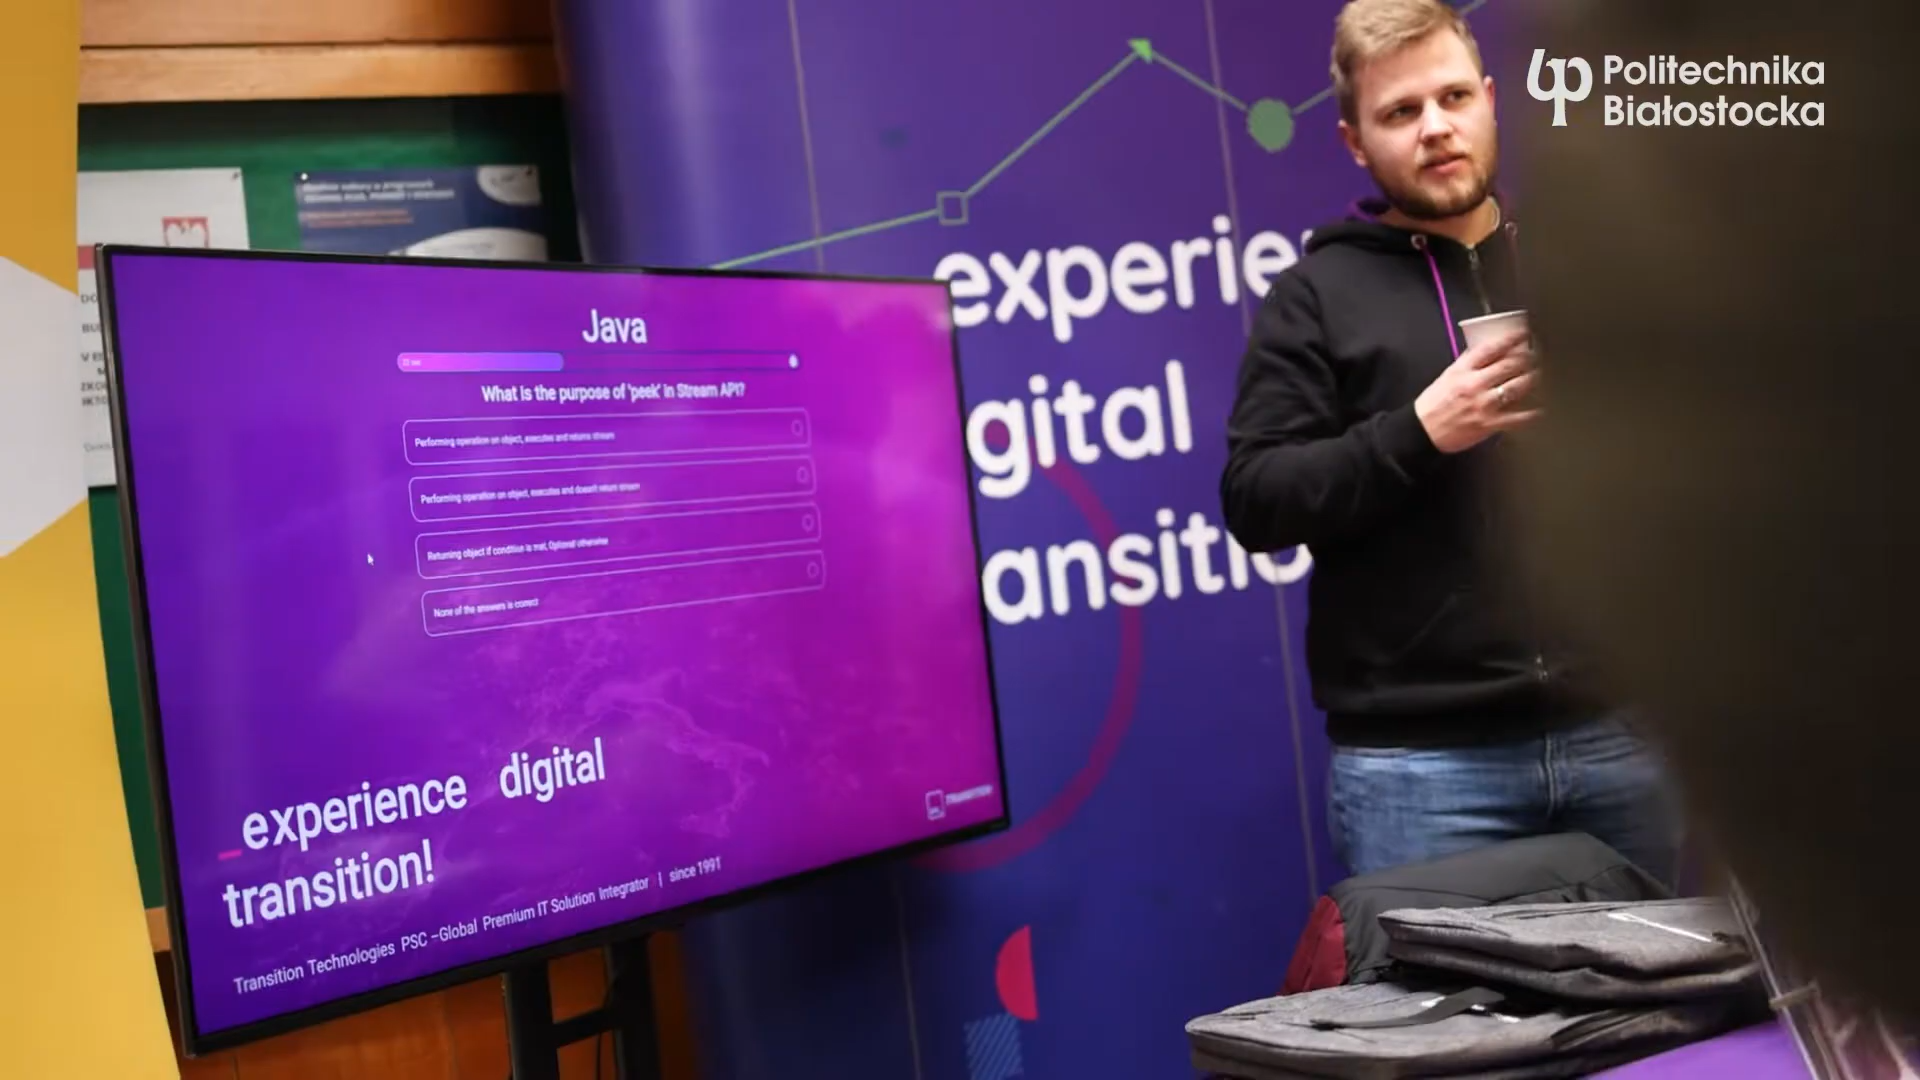 Politechnika
Białostocka
experie
gital
ansitio
Java
What is the purpose of 'peek' in Stream API?
Performing operation on object, executes and returns stream
Performing operation on object, executes and doesn't return stream
Returning object if condition is met, Optional otherwise
None of the answers is correct
_experience digital
transition!
Transition Technologies PSC –Global Premium IT Solution Integrator | since 1991
TRANSITION